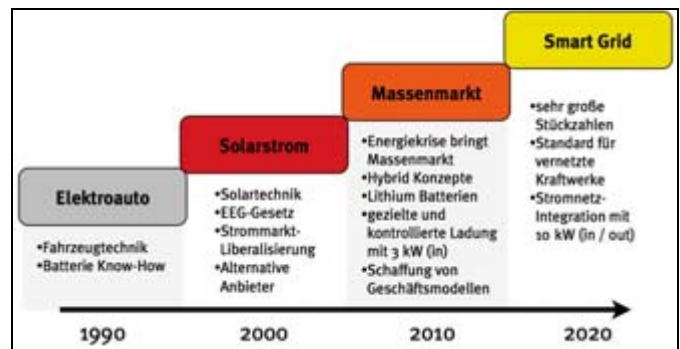 Elektroauto
•Fahrzeugtechnik
•Batterie Know-How
Solarstrom
•Solartechnik
•EEG-Gesetz
•Strommarkt-
Liberalisierung
•Alternative
Anbieter
Massenmarkt
•Energiekrise bringt
Massenmarkt
•Hybrid Konzepte
•Lithium Batterien
•gezielte und
kontrollierte Ladung
mit 3 kW (in)
•Schaffung von
Geschäftsmodellen
Smart Grid
•sehr große
Stückzahlen
•Standard für
vernetzte
Kraftwerke
•Stromnetz-
Integration mit
10 kW (in / out)
1990 2000 2010 2020